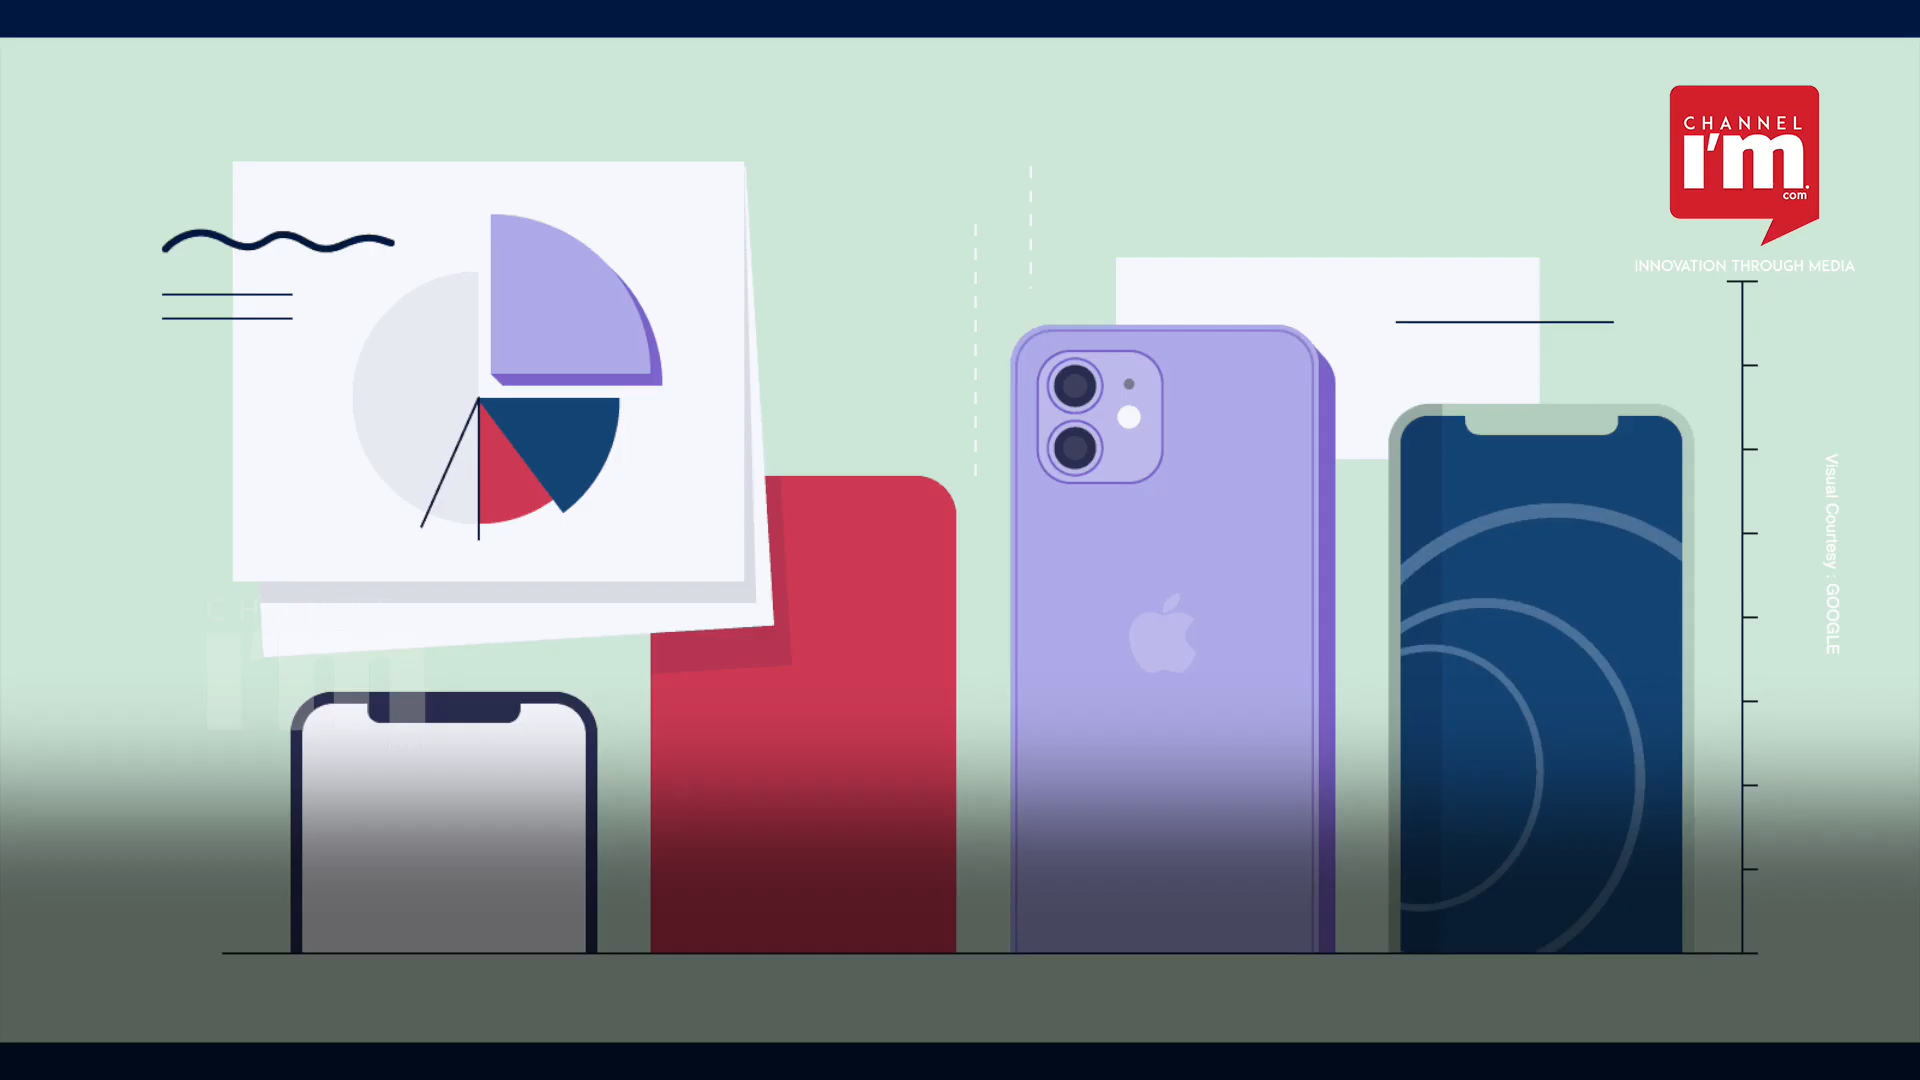 CHANNEL
I'm.
com
INNOVATION THROUGH MEDIA
Visual Courtesy : GOOGLE